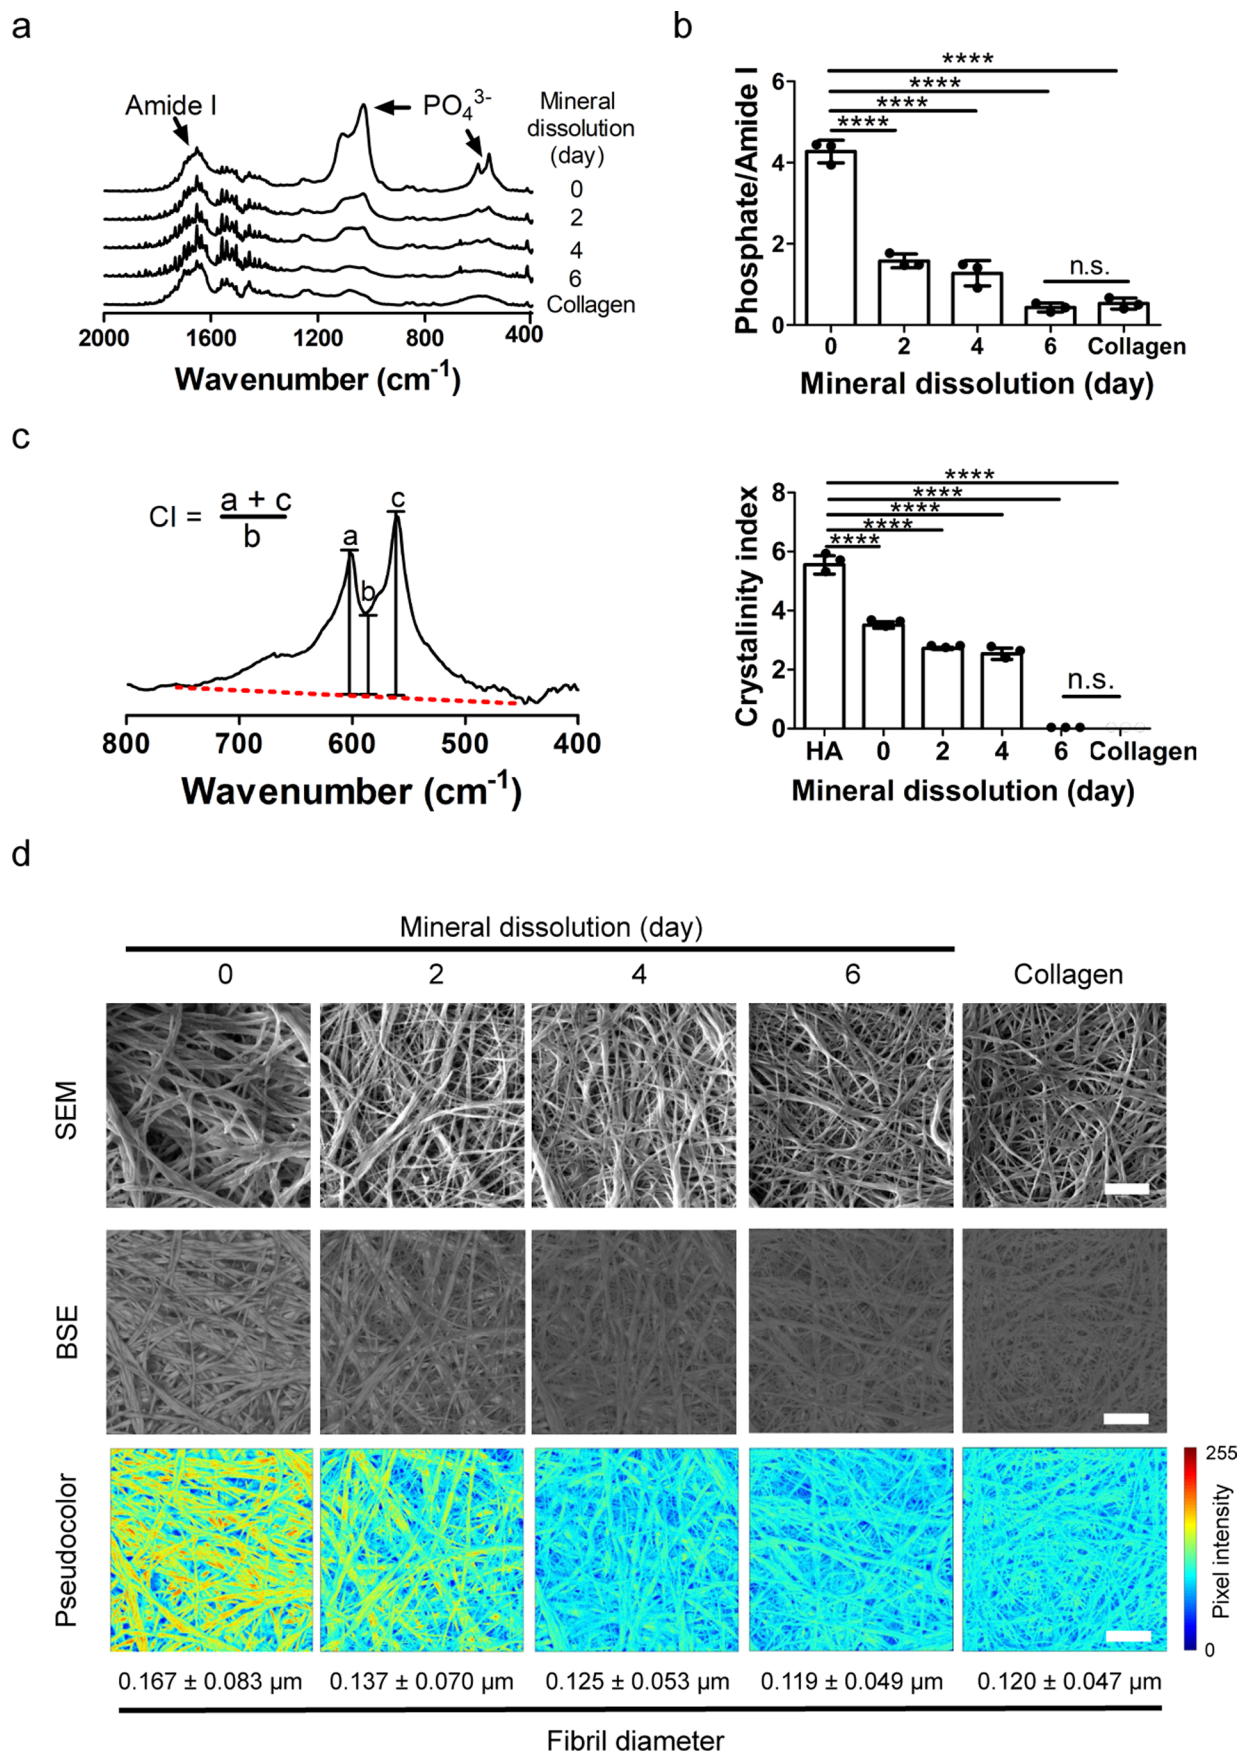 a
Amide I
PO₄³⁻
Mineral
dissolution
(day)
0
2
4
6
Collagen
2000 1600 1200 800 400
Wavenumber (cm⁻¹)
b
Phosphate/Amide I
6
4
2
0
****
****
****
****
n.s.
0 2 4 6 Collagen
Mineral dissolution (day)
c
CI = a + c
b
a
b
c
800 700 600 500 400
Wavenumber (cm⁻¹)
Crystalinity index
8
6
4
2
0
****
****
****
****
****
n.s.
HA 0 2 4 6 Collagen
Mineral dissolution (day)
d
Mineral dissolution (day)
0 2 4 6 Collagen
SEM
BSE
Pseudocolor
255
Pixel intensity
0
0.167 ± 0.083 µm 0.137 ± 0.070 µm 0.125 ± 0.053 µm 0.119 ± 0.049 µm 0.120 ± 0.047 µm
Fibril diameter